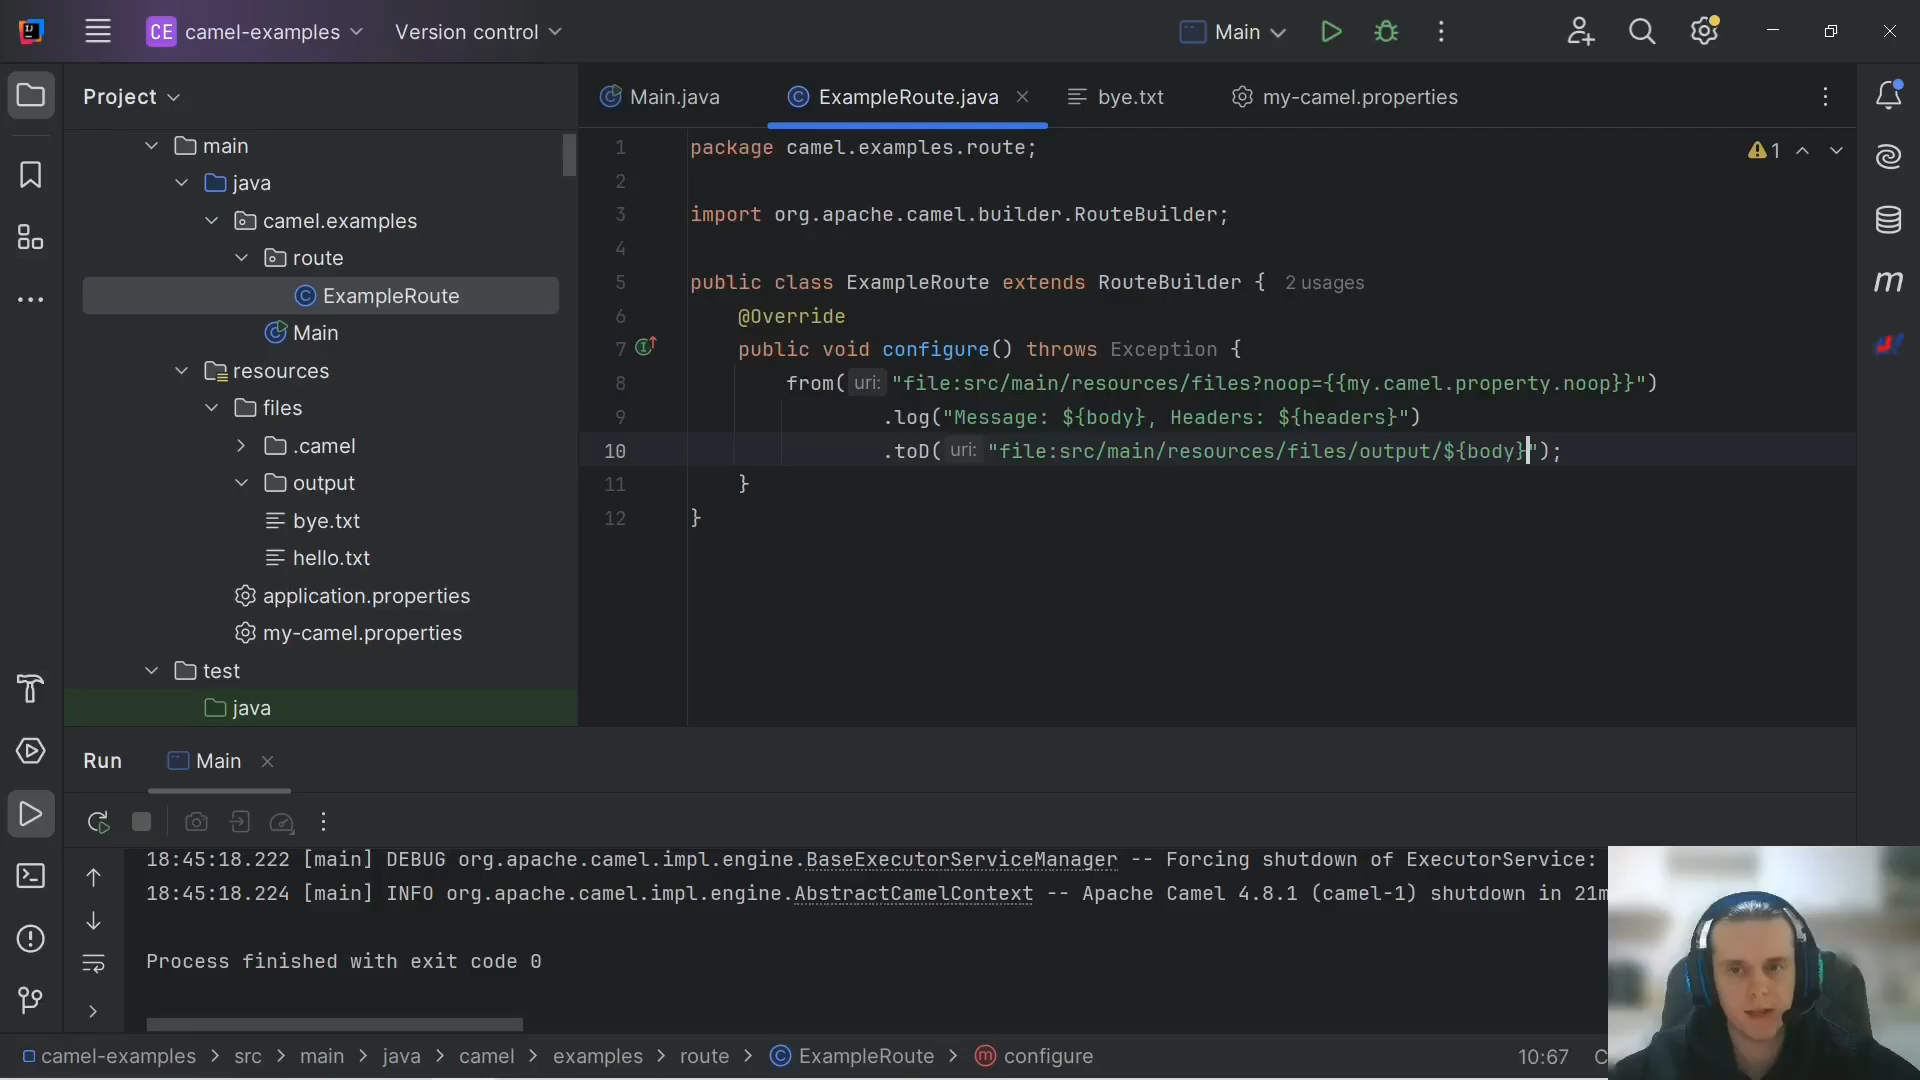 CE camel-examples Version control Main
Project
Main.java ExampleRoute.java bye.txt my-camel.properties
main
java
camel.examples
route
ExampleRoute
Main
resources
files
.camel
output
bye.txt
hello.txt
application.properties
my-camel.properties
test
java
1 package camel.examples.route;
2
3 import org.apache.camel.builder.RouteBuilder;
4
5 public class ExampleRoute extends RouteBuilder { 2 usages
6 @Override
7 public void configure() throws Exception {
8 from( uri: "file:src/main/resources/files?noop={{my.camel.property.noop}}")
9 .log("Message: ${body}, Headers: ${headers}")
10 .toD( uri: "file:src/main/resources/files/output/${body}");
11 }
12 }
1
m
Run Main
18:45:18.222 [main] DEBUG org.apache.camel.impl.engine.BaseExecutorServiceManager -- Forcing shutdown of ExecutorService:
18:45:18.224 [main] INFO org.apache.camel.impl.engine.AbstractCamelContext -- Apache Camel 4.8.1 (camel-1) shutdown in 21m
Process finished with exit code 0
camel-examples > src > main > java > camel > examples > route > ExampleRoute > configure 10:67 C